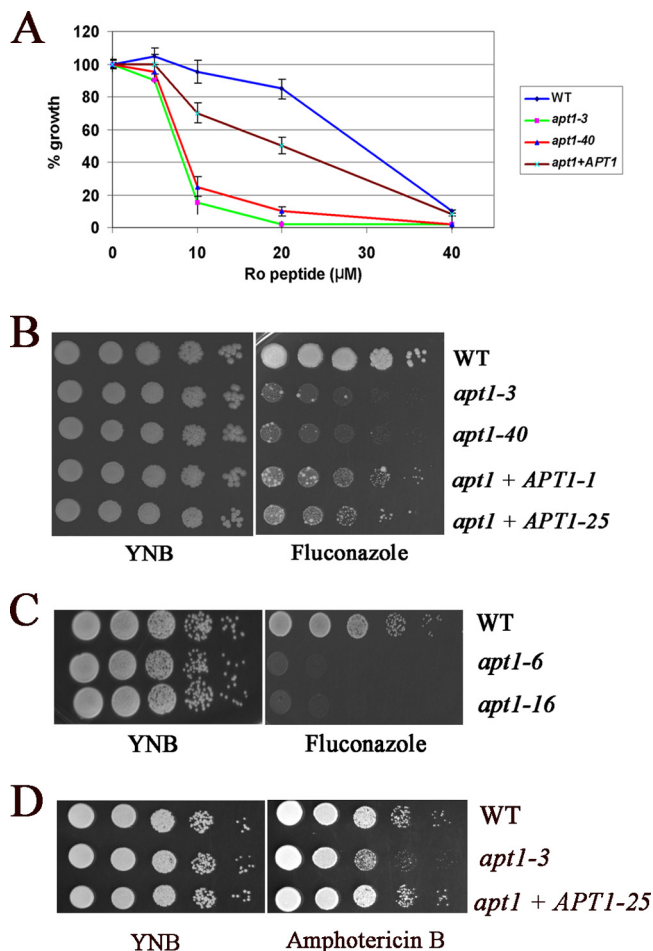 A
120
100
80
60
40
20
0
% growth
0 10 20 30 40
Ro peptide (µM)
WT
apt1-3
apt1-40
apt1+APT1
B
WT
apt1-3
apt1-40
apt1 + APT1-1
apt1 + APT1-25
YNB Fluconazole
C
WT
apt1-6
apt1-16
YNB Fluconazole
D
WT
apt1-3
apt1 + APT1-25
YNB Amphotericin B